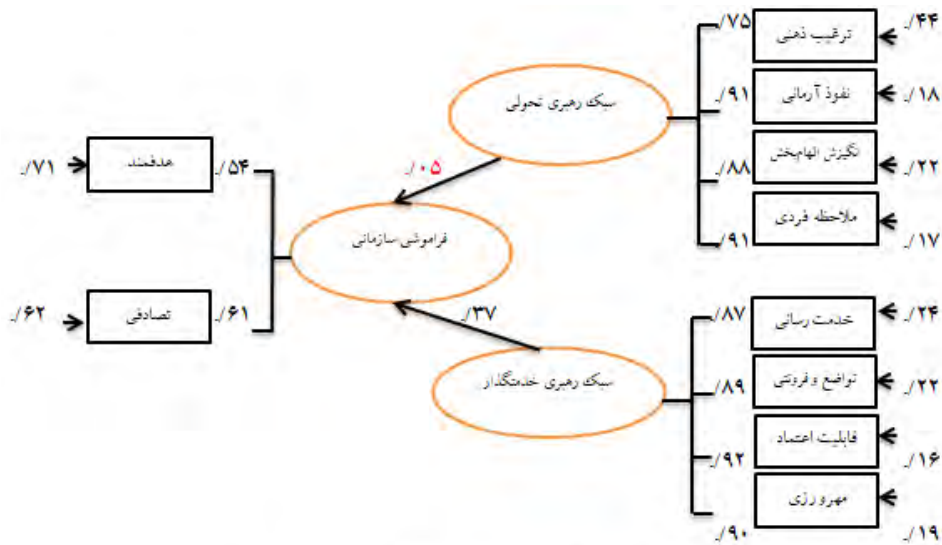 ./۴۴
ترغیب ذهنی
./۷۵
سبک رهبری تحولی
./۱۸
نفوذ آرمانی
./۹۱
./۲۲
نگیزش الهام‌بخش
./۸۸
./۱۷
ملاحظه فردی
./۹۱
./۰۵
هدفمند
./۷۱
./۵۴
فراموشی سازمانی
تصادفی
./۶۲
./۶۱
./۳۷
./۲۴
خدمت رسانی
./۸۷
سبک رهبری خدمتگذار
./۲۲
تواضع و فروتنی
./۸۹
./۱۶
قابلیت اعتماد
./۹۲
./۱۹
مهرورزی
./۹۰